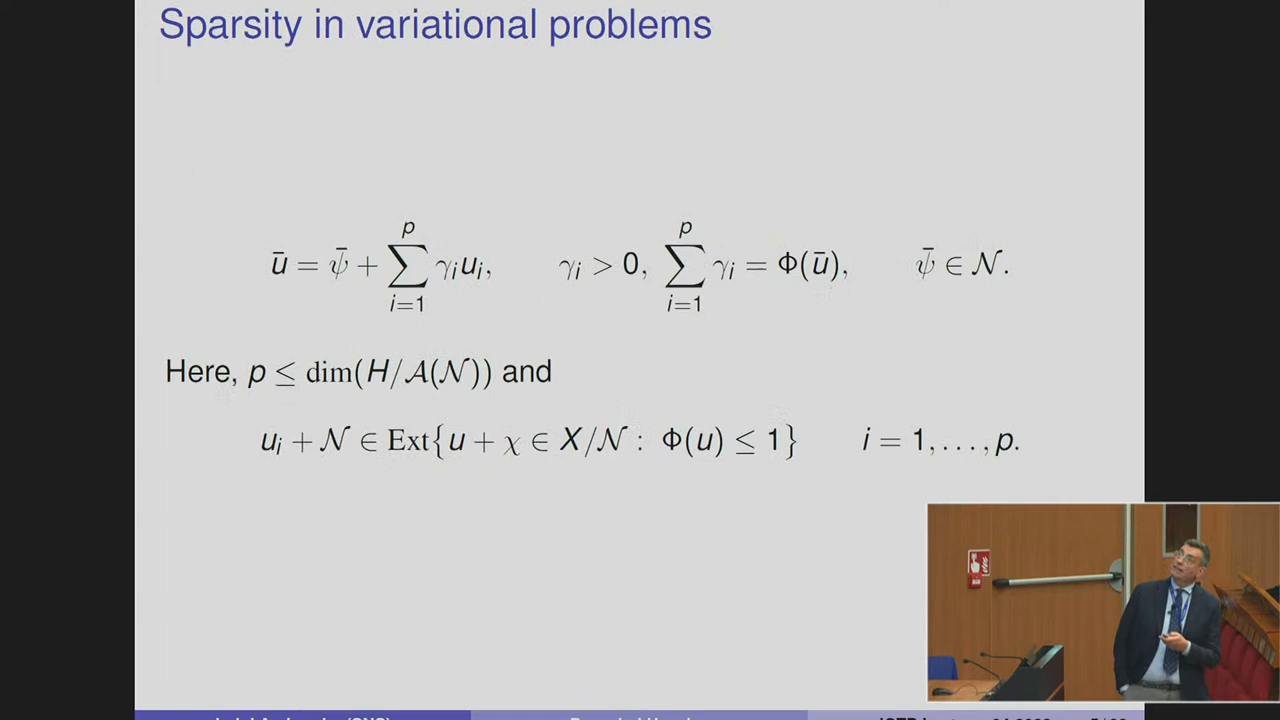 Sparsity in variational problems
ū = ψ̄ + ∑_{i=1}^{p} γ_i u_i, γ_i > 0, ∑_{i=1}^{p} γ_i = Φ(ū), ψ̄ ∈ 𝒩.
Here, p ≤ dim(H/𝒜(𝒩)) and
u_i + 𝒩 ∈ Ext{u + χ ∈ X/𝒩 : Φ(u) ≤ 1} i = 1, . . . , p.